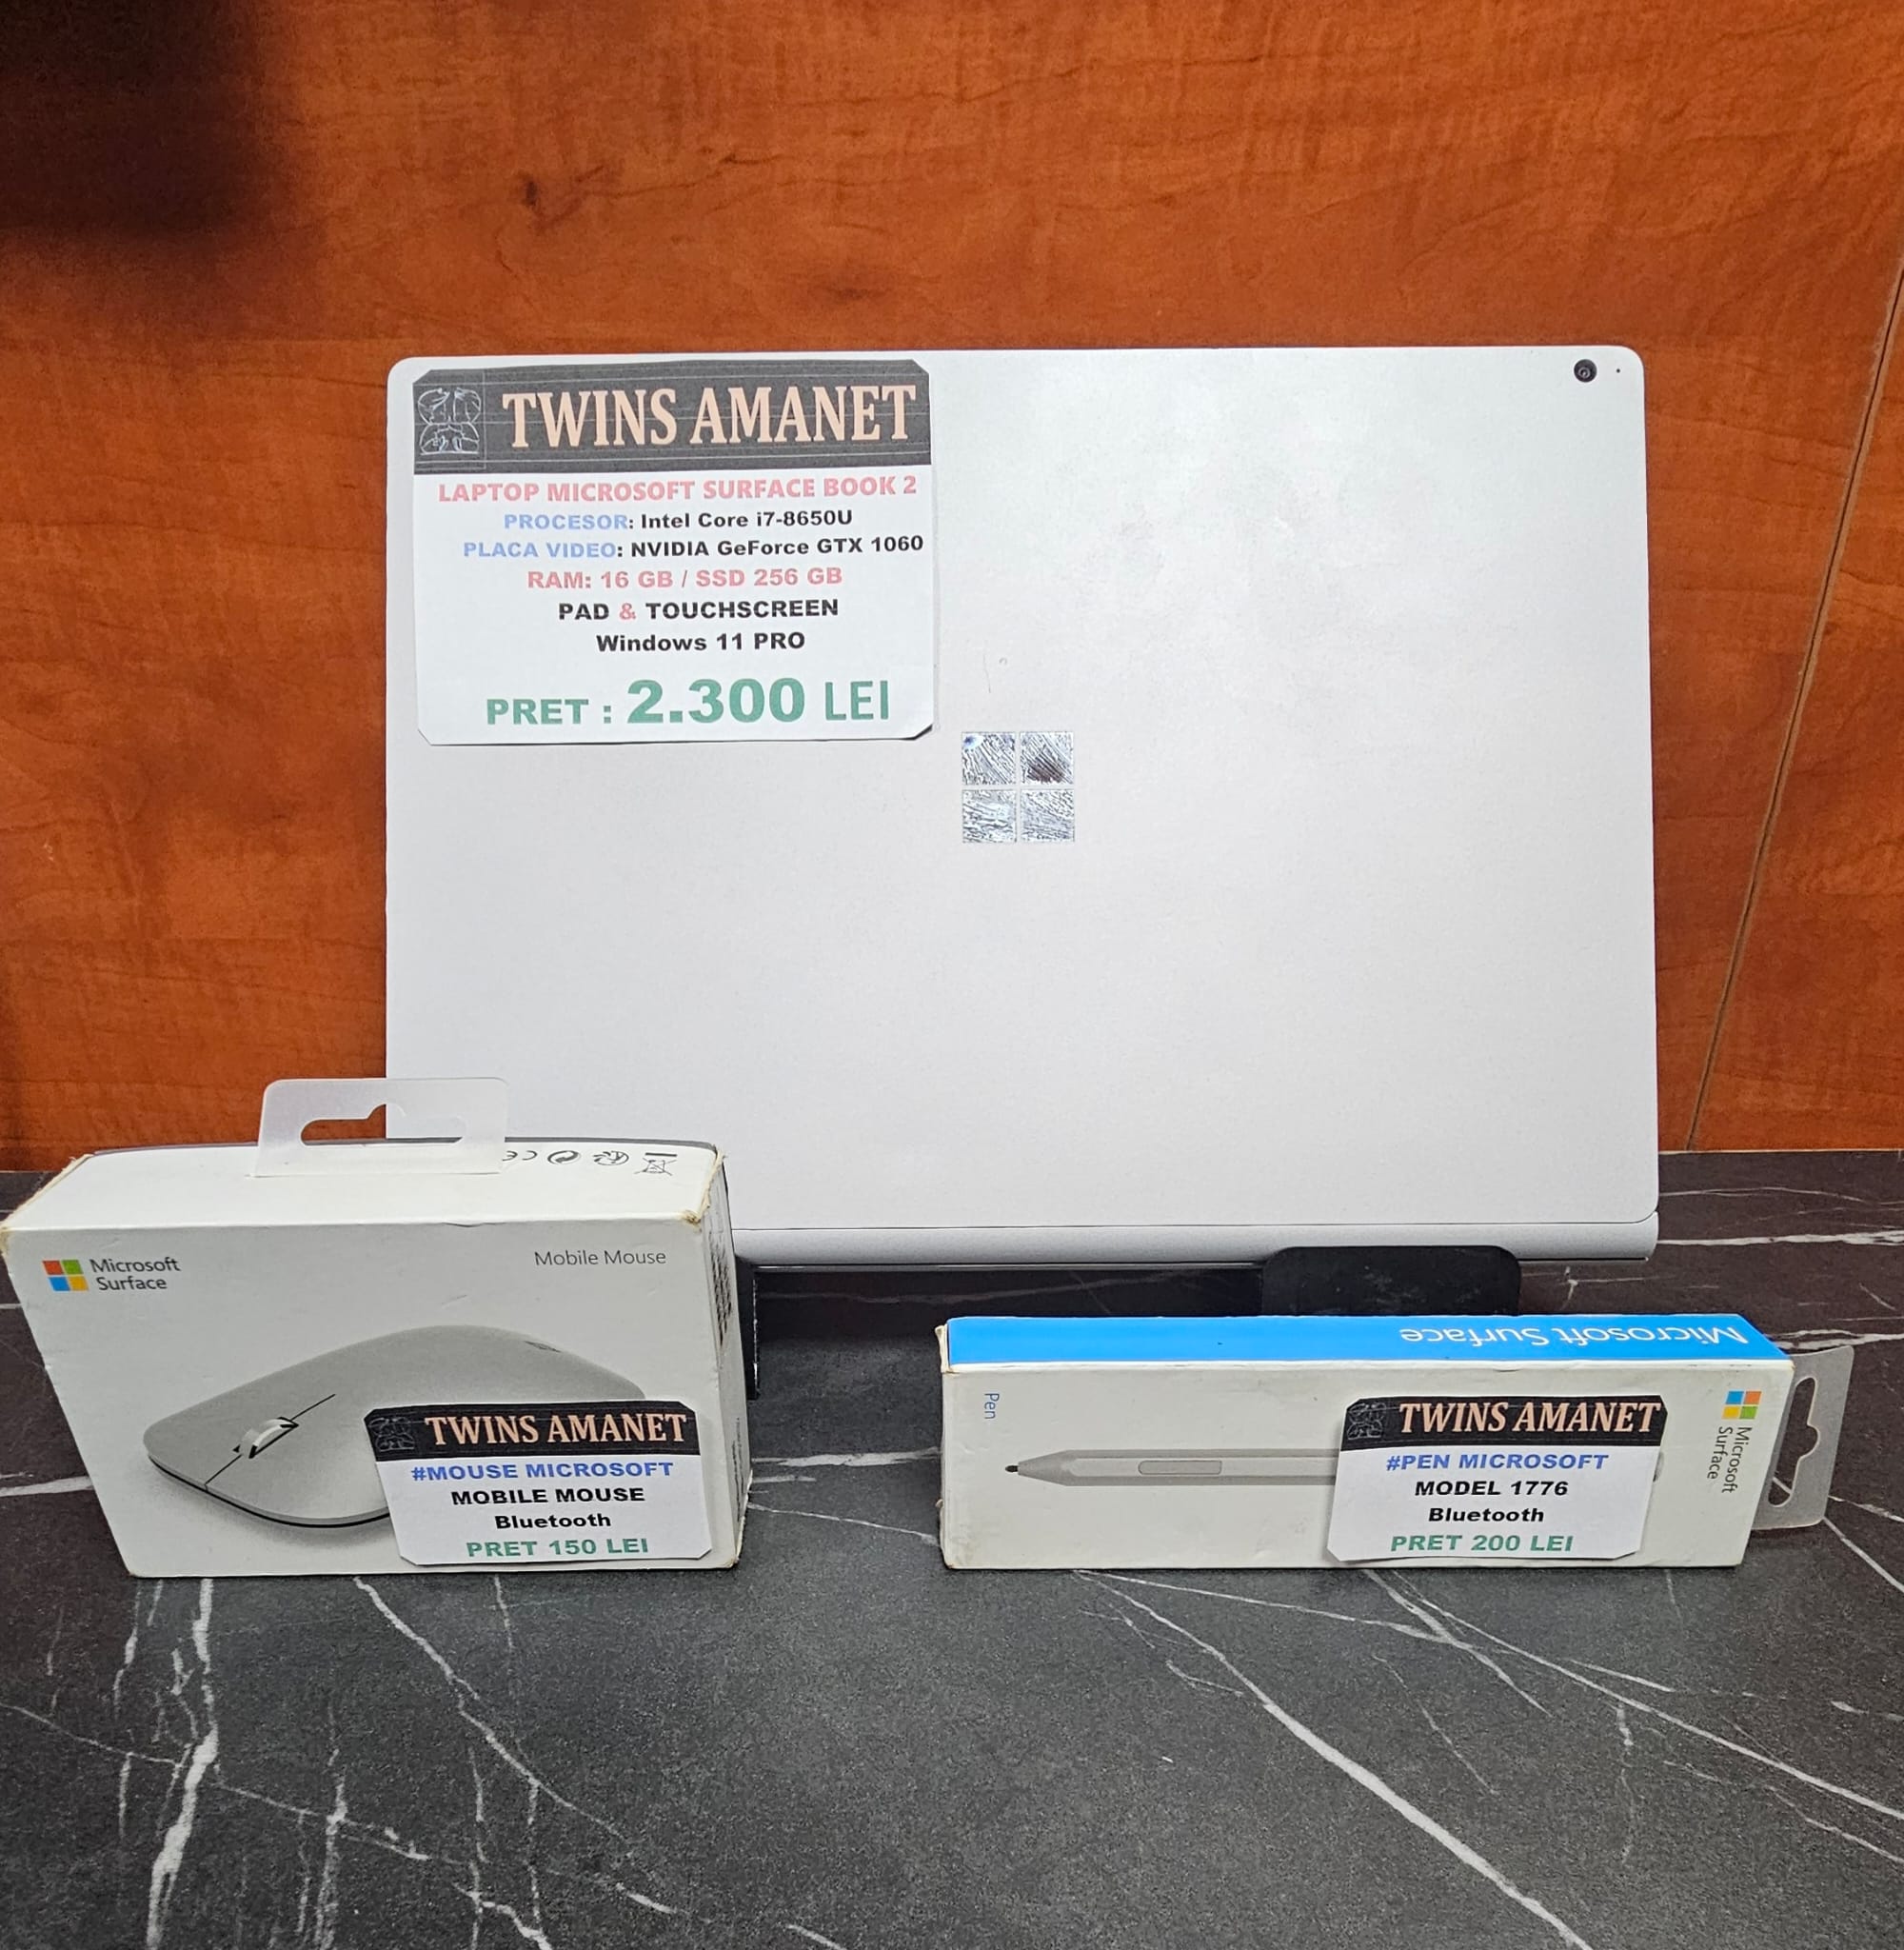 TWINS AMANET
LAPTOP MICROSOFT SURFACE BOOK 2
PROCESOR: Intel Core i7-8650U
PLACA VIDEO: NVIDIA GeForce GTX 1060
RAM: 16 GB / SSD 256 GB
PAD & TOUCHSCREEN
Windows 11 PRO
PRET : 2.300 LEI
CE
Microsoft
Surface
Mobile Mouse
TWINS AMANET
#MOUSE MICROSOFT
MOBILE MOUSE
Bluetooth
PRET 150 LEI
Microsoft Surface
Pen
Microsoft
Surface
TWINS AMANET
#PEN MICROSOFT
MODEL 1776
Bluetooth
PRET 200 LEI